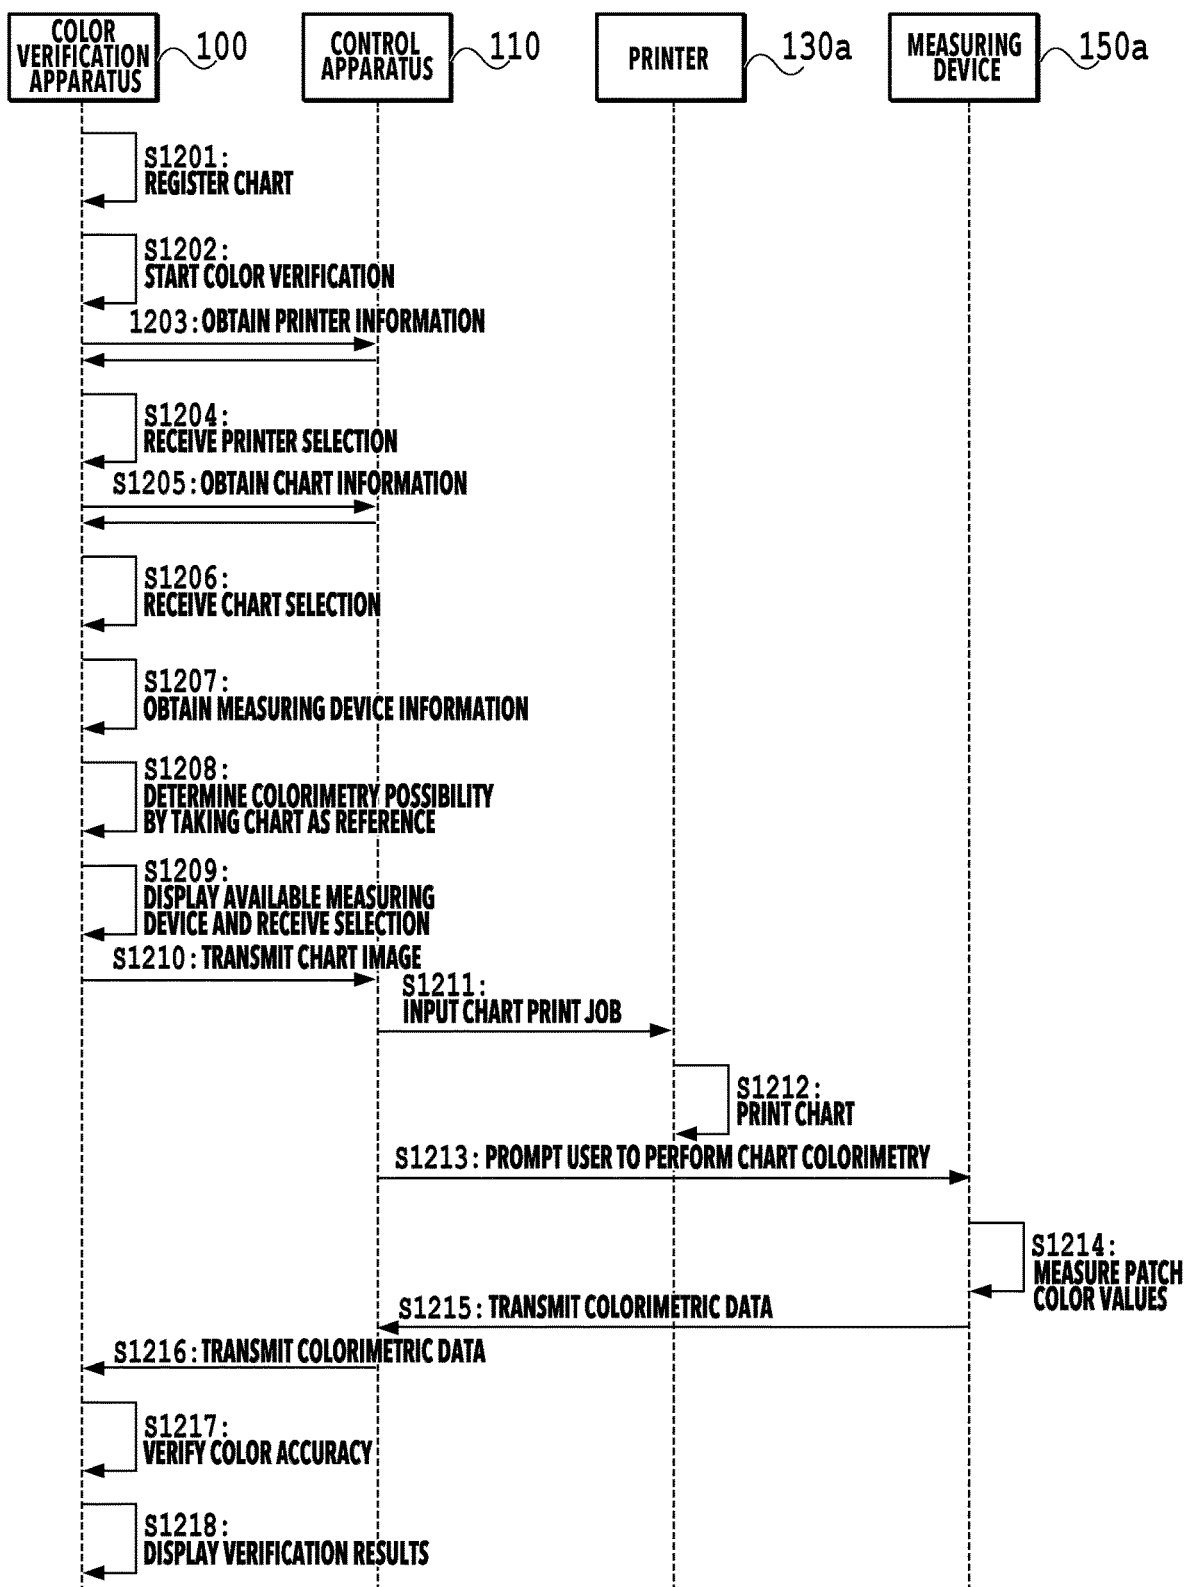 COLOR
VERIFICATION
APPARATUS
100
CONTROL
APPARATUS
110
PRINTER
130a
MEASURING
DEVICE
150a
S1201:
REGISTER CHART
S1202:
START COLOR VERIFICATION
1203: OBTAIN PRINTER INFORMATION
S1204:
RECEIVE PRINTER SELECTION
S1205: OBTAIN CHART INFORMATION
S1206:
RECEIVE CHART SELECTION
S1207:
OBTAIN MEASURING DEVICE INFORMATION
S1208:
DETERMINE COLORIMETRY POSSIBILITY
BY TAKING CHART AS REFERENCE
S1209:
DISPLAY AVAILABLE MEASURING
DEVICE AND RECEIVE SELECTION
S1210: TRANSMIT CHART IMAGE
S1211:
INPUT CHART PRINT JOB
S1212:
PRINT CHART
S1213: PROMPT USER TO PERFORM CHART COLORIMETRY
S1214:
MEASURE PATCH
COLOR VALUES
S1215: TRANSMIT COLORIMETRIC DATA
S1216: TRANSMIT COLORIMETRIC DATA
S1217:
VERIFY COLOR ACCURACY
S1218:
DISPLAY VERIFICATION RESULTS